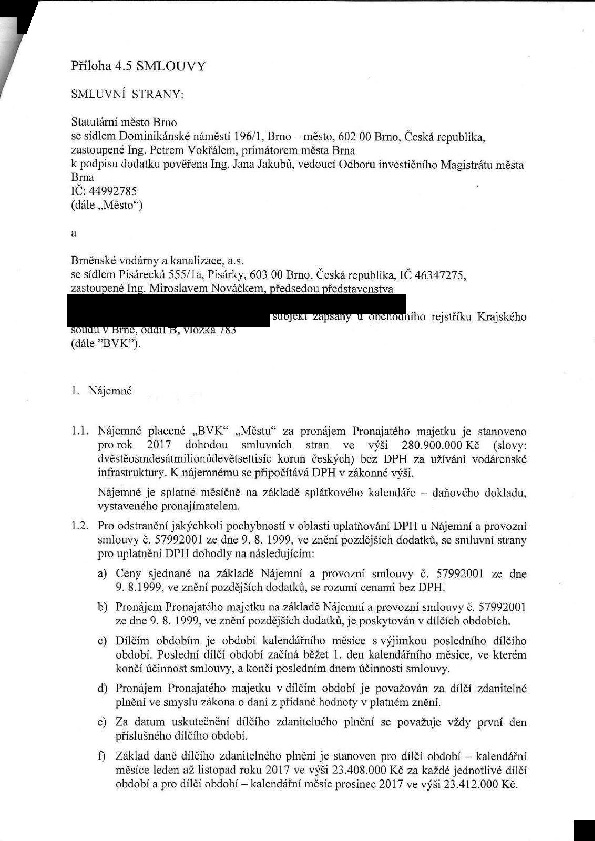 Příloha 4.5 SMLOUVY
SMLUVNÍ STRANY:
Statutární město Brno
se sídlem Dominikánské náměstí 196/1, Brno – město, 602 00 Brno, Česká republika,
zastoupené Ing. Petrem Vokřálem, primátorem města Brna
k podpisu dodatku pověřena Ing. Jana Jakubů, vedoucí Odboru investičního Magistrátu města
Brna
IČ: 44992785
(dále „Město“)
a
Brněnské vodárny a kanalizace, a.s.
se sídlem Pisárecká 555/1a, Pisárky, 603 00 Brno, Česká republika, IČ 46347275,
zastoupené Ing. Miroslavem Nováčkem, předsedou představenstva
subjekt zapsaný u obchodního rejstříku Krajského
soudu v Brně, oddíl B, vložka 783
(dále ”BVK”).
1. Nájemné
1.1. Nájemné placené „BVK“ „Městu“ za pronájem Pronajatého majetku je stanoveno
pro rok 2017 dohodou smluvních stran ve výši 280.900.000 Kč (slovy:
dvěstěosmdesátmilionůdevětsettisíc korun českých) bez DPH za užívání vodárenské
infrastruktury. K nájemnému se připočítává DPH v zákonné výši.
Nájemné je splatné měsíčně na základě splátkového kalendáře – daňového dokladu,
vystaveného pronajímatelem.
1.2. Pro odstranění jakýchkoli pochybností v oblasti uplatňování DPH u Nájemní a provozní
smlouvy č. 57992001 ze dne 9. 8. 1999, ve znění pozdějších dodatků, se smluvní strany
pro uplatnění DPH dohodly na následujícím:
a) Ceny sjednané na základě Nájemní a provozní smlouvy č. 57992001 ze dne
9. 8.1999, ve znění pozdějších dodatků, se rozumí cenami bez DPH.
b) Pronájem Pronajatého majetku na základě Nájemní a provozní smlouvy č. 57992001
ze dne 9. 8. 1999, ve znění pozdějších dodatků, je poskytován v dílčích obdobích.
c) Dílčím obdobím je období kalendářního měsíce s výjimkou posledního dílčího
období. Poslední dílčí období začíná běžet 1. den kalendářního měsíce, ve kterém
končí účinnost smlouvy, a končí posledním dnem účinnosti smlouvy.
d) Pronájem Pronajatého majetku v dílčím období je považován za dílčí zdanitelné
plnění ve smyslu zákona o dani z přidané hodnoty v platném znění.
e) Za datum uskutečnění dílčího zdanitelného plnění se považuje vždy první den
příslušného dílčího období.
f) Základ daně dílčího zdanitelného plnění je stanoven pro dílčí období – kalendářní
měsíce leden až listopad roku 2017 ve výši 23.408.000 Kč za každé jednotlivé dílčí
období a pro dílčí období – kalendářní měsíc prosinec 2017 ve výši 23.412.000 Kč.